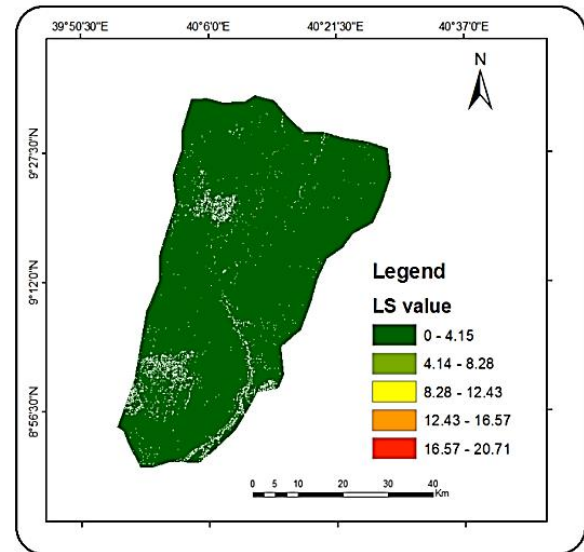 39°50'30"E 40°6'0"E 40°21'30"E 40°37'0"E
N
9°27'30"N
9°12'0"N
8°56'30"N
Legend
LS value
0 - 4.15
4.14 - 8.28
8.28 - 12.43
12.43 - 16.57
16.57 - 20.71
0 5 10 20 30 40
Km